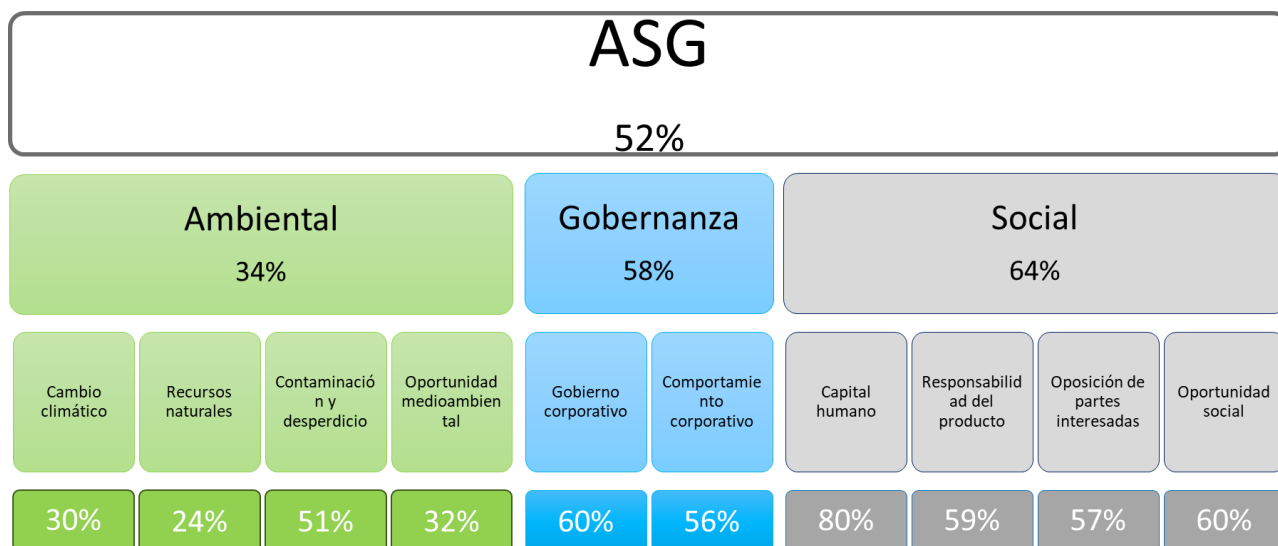 ASG
52%
Ambiental
34%
Gobernanza
58%
Social
64%
Cambio
climático
Recursos
naturales
Contaminació
n y
desperdicio
Oportunidad
medioambien
tal
Gobierno
corporativo
Comportamie
nto
corporativo
Capital
humano
Responsabilid
ad del
producto
Oposición de
partes
interesadas
Oportunidad
social
30%
24%
51%
32%
60%
56%
80%
59%
57%
60%